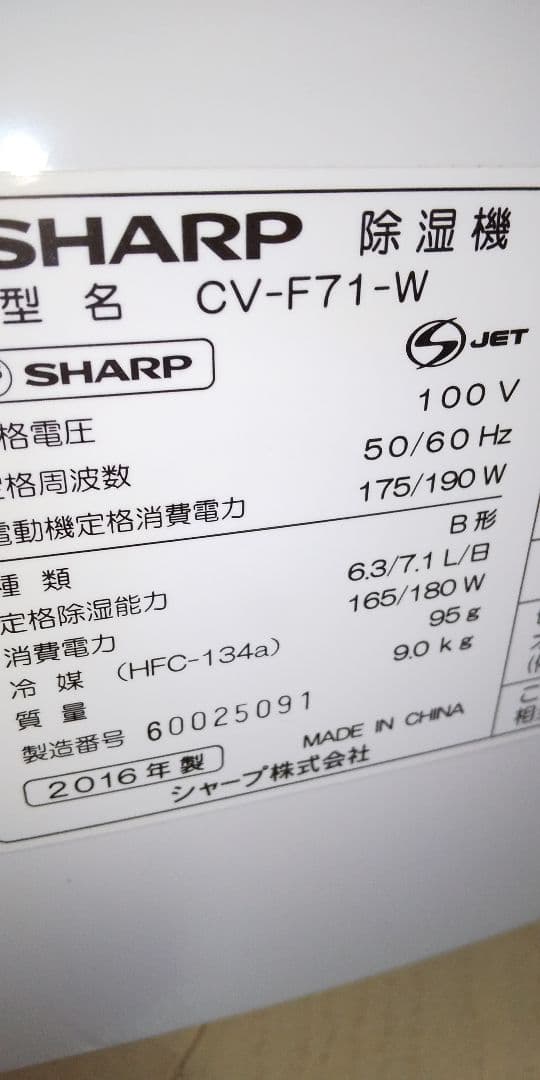 SHARP 除湿機
型名 CV-F71-W
SHARP
JET
格電圧 100 V
格周波数 50/60 Hz
電動機定格消費電力 175/190 W
種類 B形
定格除湿能力 6.3/7.1 L/日
消費電力 165/180 W
冷媒 (HFC-134a) 95 g
質量 9.0 kg
製造番号 60025091
2016年製 MADE IN CHINA
シャープ株式会社
こ
相